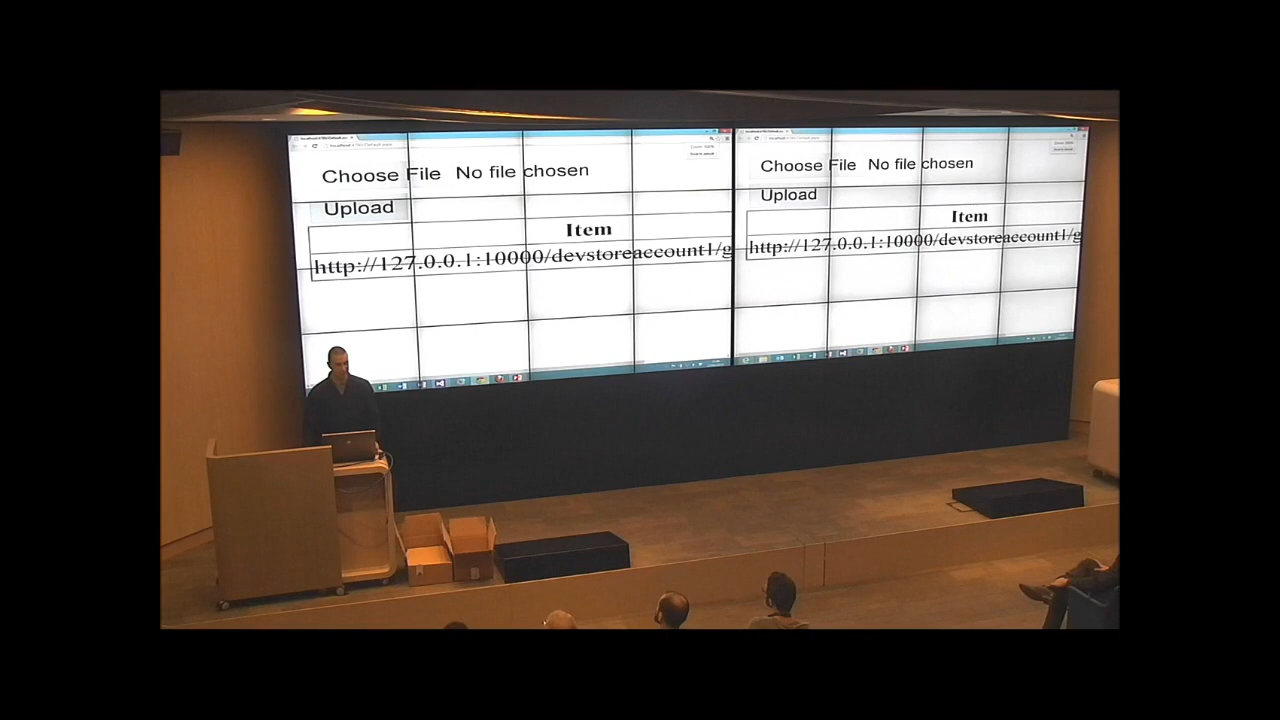 Choose File No file chosen
Upload
Item
http://127.0.0.1:10000/devstoreaccount1/g
Choose File No file chosen
Upload
Item
http://127.0.0.1:10000/devstoreaccount1/g